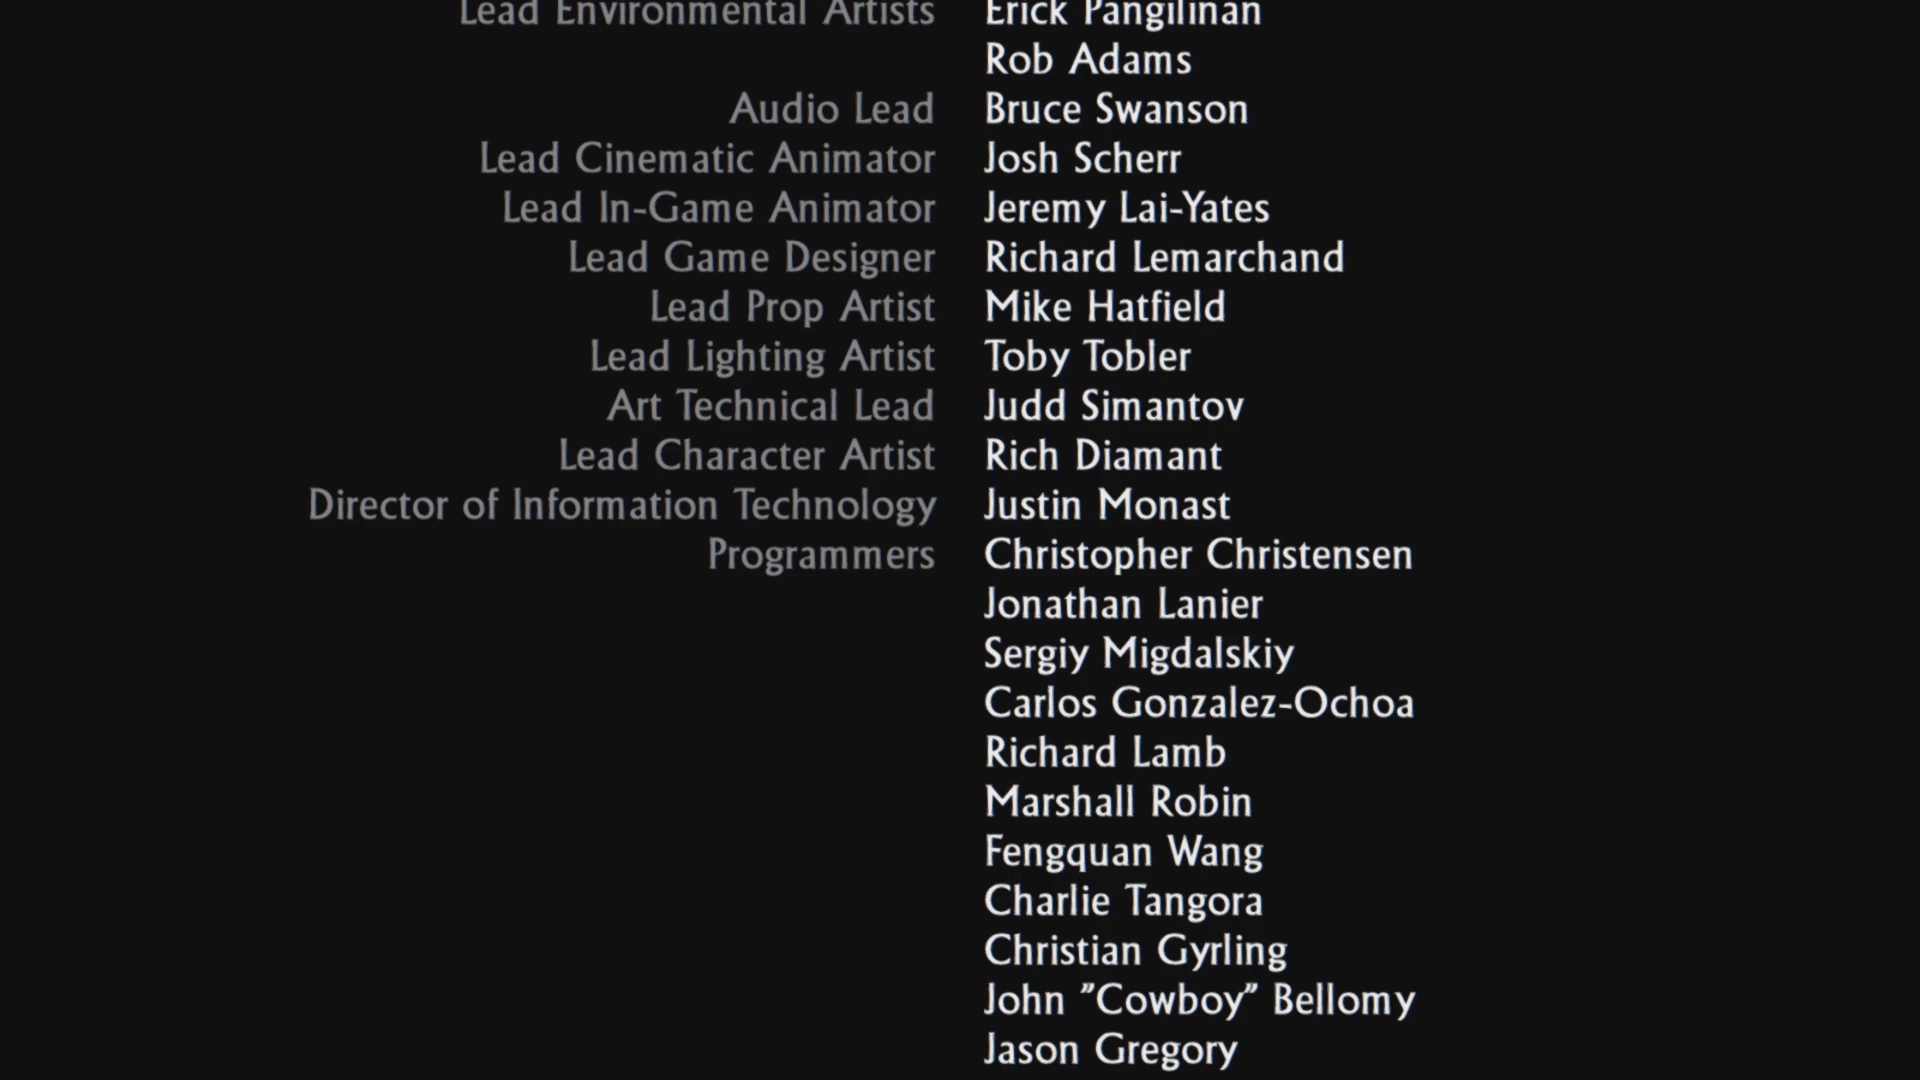 Lead Environmental Artists Erick Pangilinan
Rob Adams
Audio Lead Bruce Swanson
Lead Cinematic Animator Josh Scherr
Lead In-Game Animator Jeremy Lai-Yates
Lead Game Designer Richard Lemarchand
Lead Prop Artist Mike Hatfield
Lead Lighting Artist Toby Tobler
Art Technical Lead Judd Simantov
Lead Character Artist Rich Diamant
Director of Information Technology Justin Monast
Programmers Christopher Christensen
Jonathan Lanier
Sergiy Migdalskiy
Carlos Gonzalez-Ochoa
Richard Lamb
Marshall Robin
Fengquan Wang
Charlie Tangora
Christian Gyrling
John ”Cowboy” Bellomy
Jason Gregory